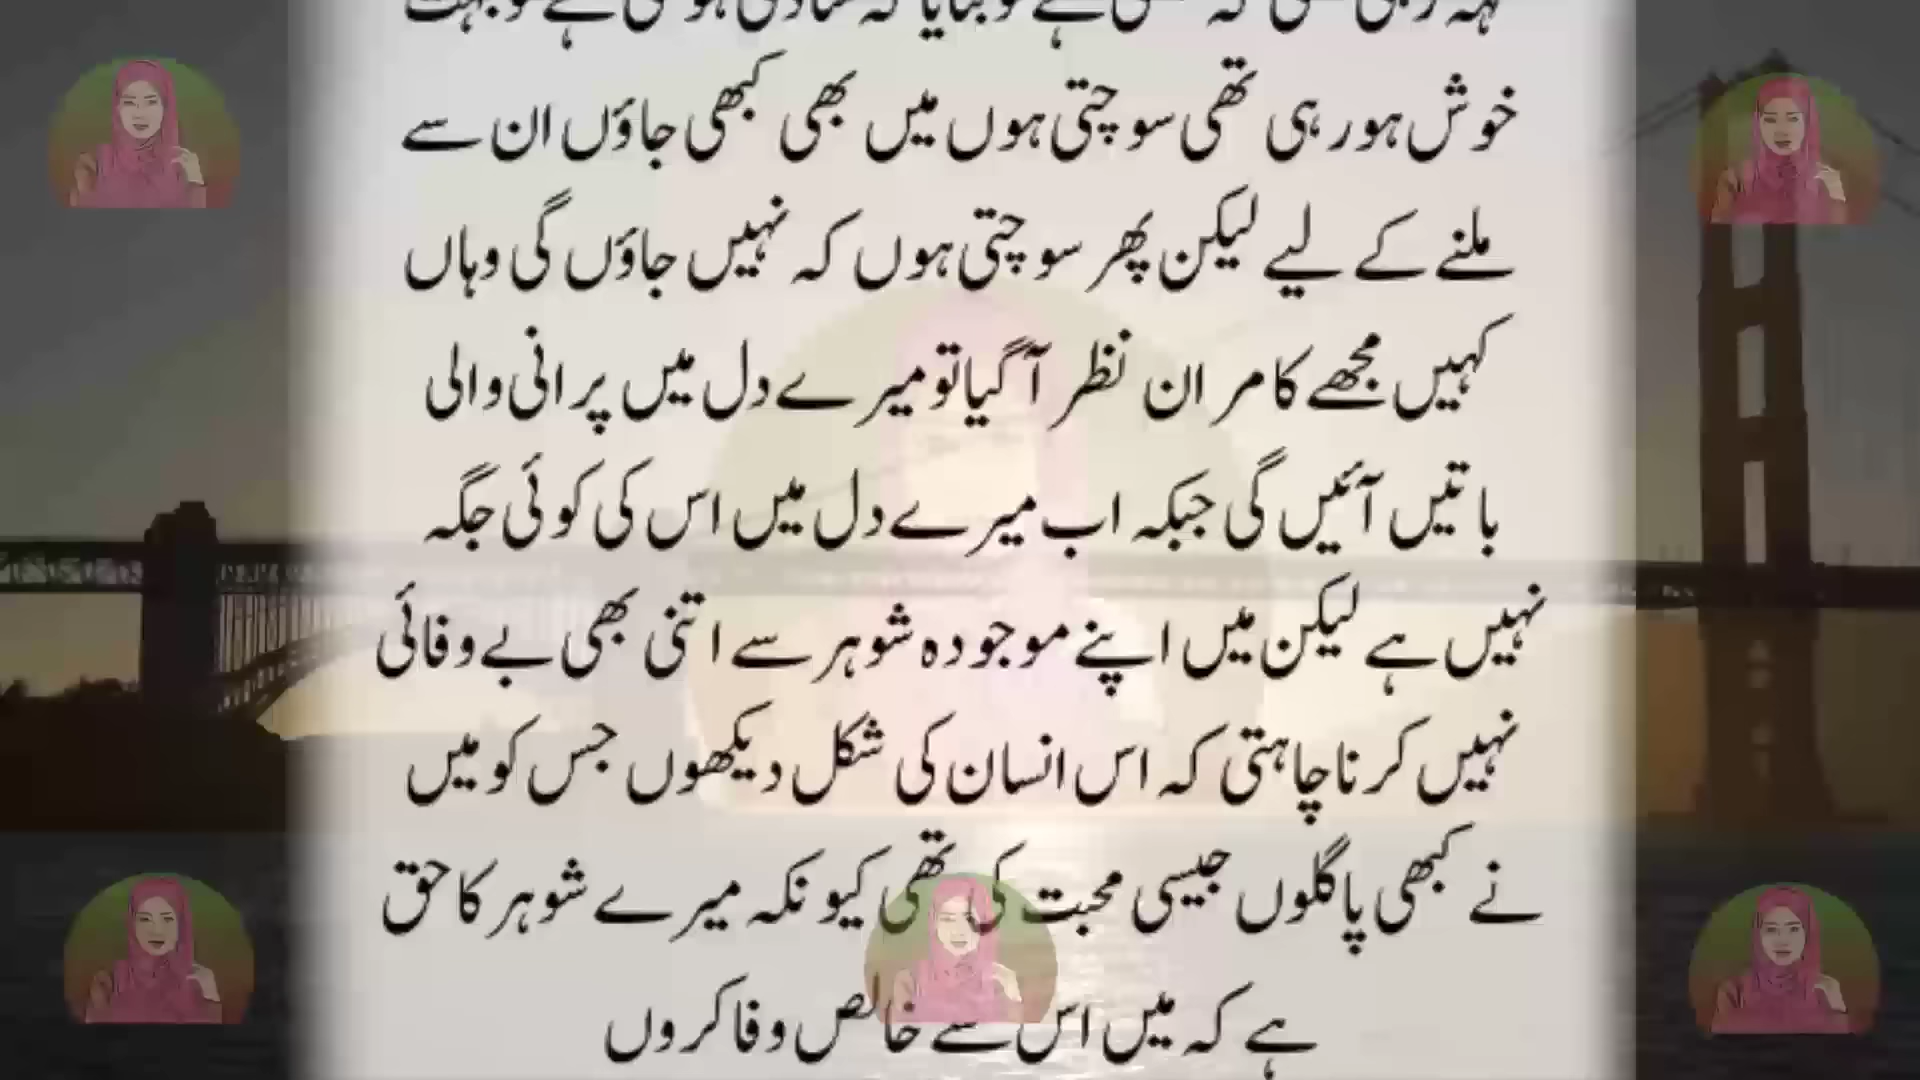 خوش ہو رہی تھی سوچتی ہوں میں بھی کبھی جاؤں ان سے
ملنے کے لیے لیکن پھر سوچتی ہوں کہ نہیں جاؤں گی وہاں
کہیں مجھے کامران نظر آگیا تو میرے دل میں پرانی والی
باتیں آئیں گی جبکہ اب میرے دل میں اس کی کوئی جگہ
نہیں ہے لیکن میں اپنے موجودہ شوہر سے اتنی بھی بے وفائی
نہیں کرنا چاہتی کہ اس انسان کی شکل دیکھوں جس کو میں
نے کبھی پاگلوں جیسی محبت کی تھی کیونکہ میرے شوہر کا حق
ہے کہ میں اس سے خالص وفا کروں